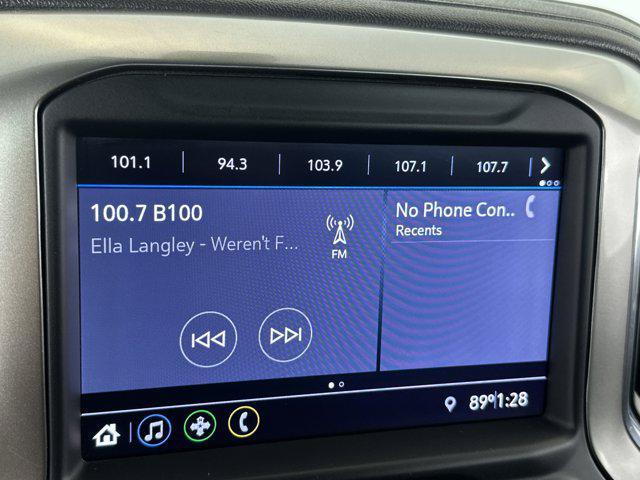 101.1 94.3 103.9 107.1 107.7
100.7 B100
Ella Langley - Weren't F...
FM
No Phone Con..
Recents
89° 1:28